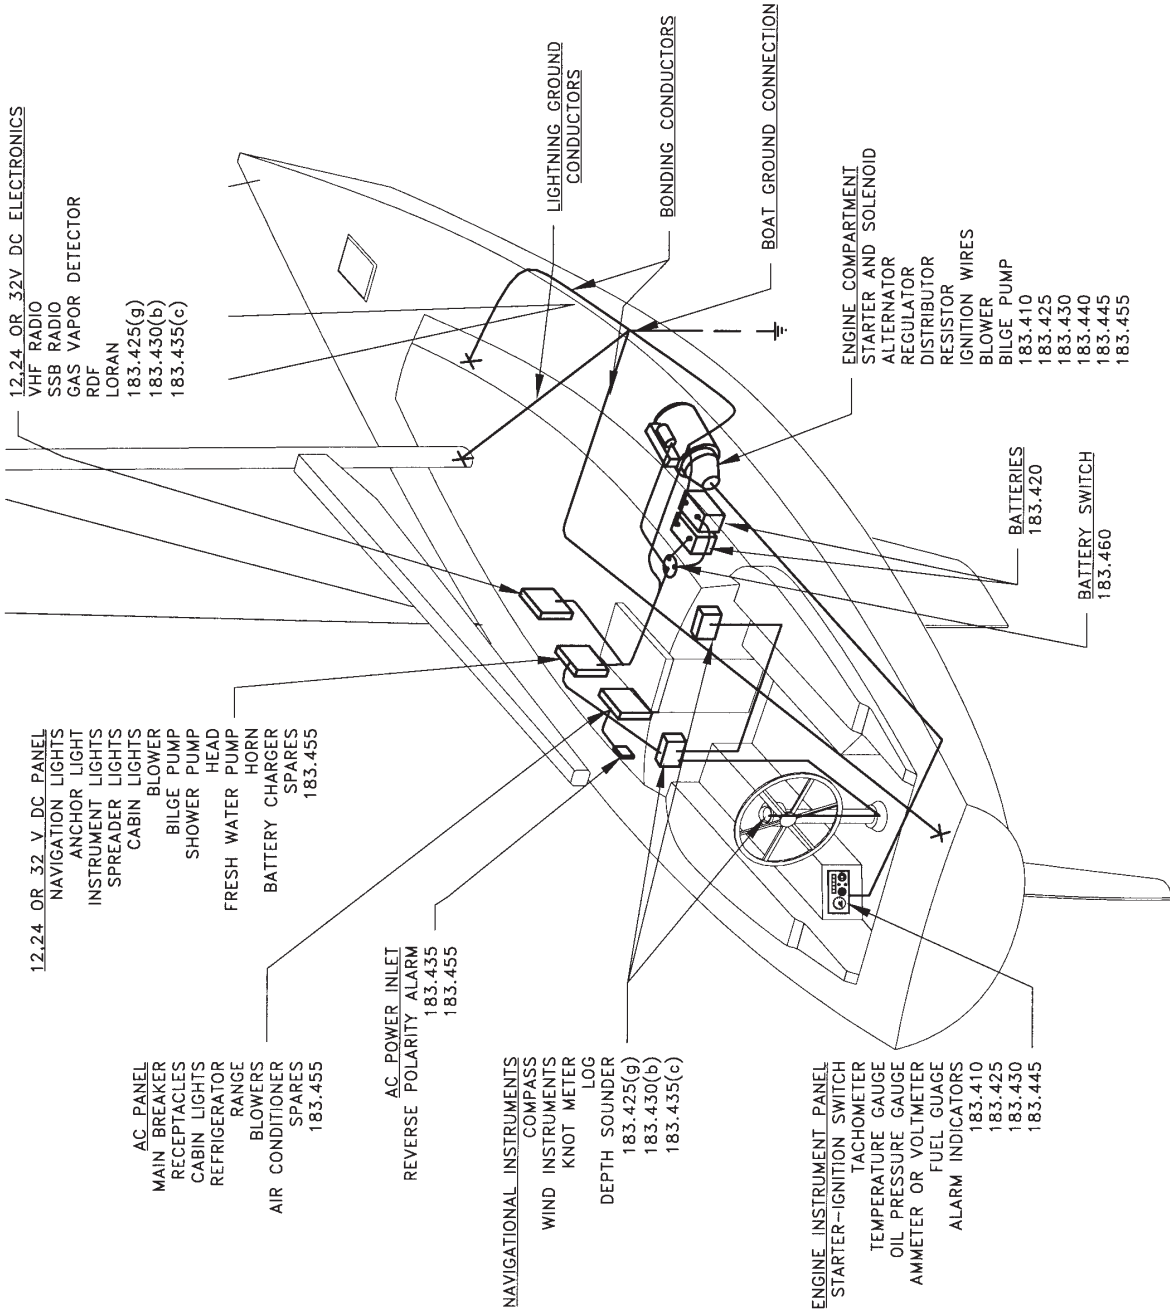 12,24 OR 32V DC ELECTRONICS
VHF RADIO
SSB RADIO
GAS VAPOR DETECTOR
RDF
LORAN
183.425(g)
183.430(b)
183.435(c)
LIGHTNING GROUND
CONDUCTORS
BONDING CONDUCTORS
BOAT GROUND CONNECTION
ENGINE COMPARTMENT
STARTER AND SOLENOID
ALTERNATOR
REGULATOR
DISTRIBUTOR
RESISTOR
IGNITION WIRES
BLOWER
BILGE PUMP
183.410
183.425
183.430
183.440
183.445
183.455
BATTERIES
183.420
BATTERY SWITCH
183.460
12,24 OR 32 V DC PANEL
NAVIGATION LIGHTS
ANCHOR LIGHT
INSTRUMENT LIGHTS
SPREADER LIGHTS
CABIN LIGHTS
BLOWER
BILGE PUMP
SHOWER PUMP
HEAD
FRESH WATER PUMP
HORN
BATTERY CHARGER
SPARES
183.455
AC PANEL
MAIN BREAKER
RECEPTACLES
CABIN LIGHTS
REFRIGERATOR
RANGE
BLOWERS
AIR CONDITIONER
SPARES
183.455
AC POWER INLET
REVERSE POLARITY ALARM
183.435
183.455
NAVIGATIONAL INSTRUMENTS
COMPASS
WIND INSTRUMENTS
KNOT METER
LOG
DEPTH SOUNDER
183.425(g)
183.430(b)
183.435(c)
ENGINE INSTRUMENT PANEL
STARTER-IGNITION SWITCH
TACHOMETER
TEMPERATURE GAUGE
OIL PRESSURE GAUGE
AMMETER OR VOLTMETER
FUEL GUAGE
ALARM INDICATORS
183.410
183.425
183.430
183.445